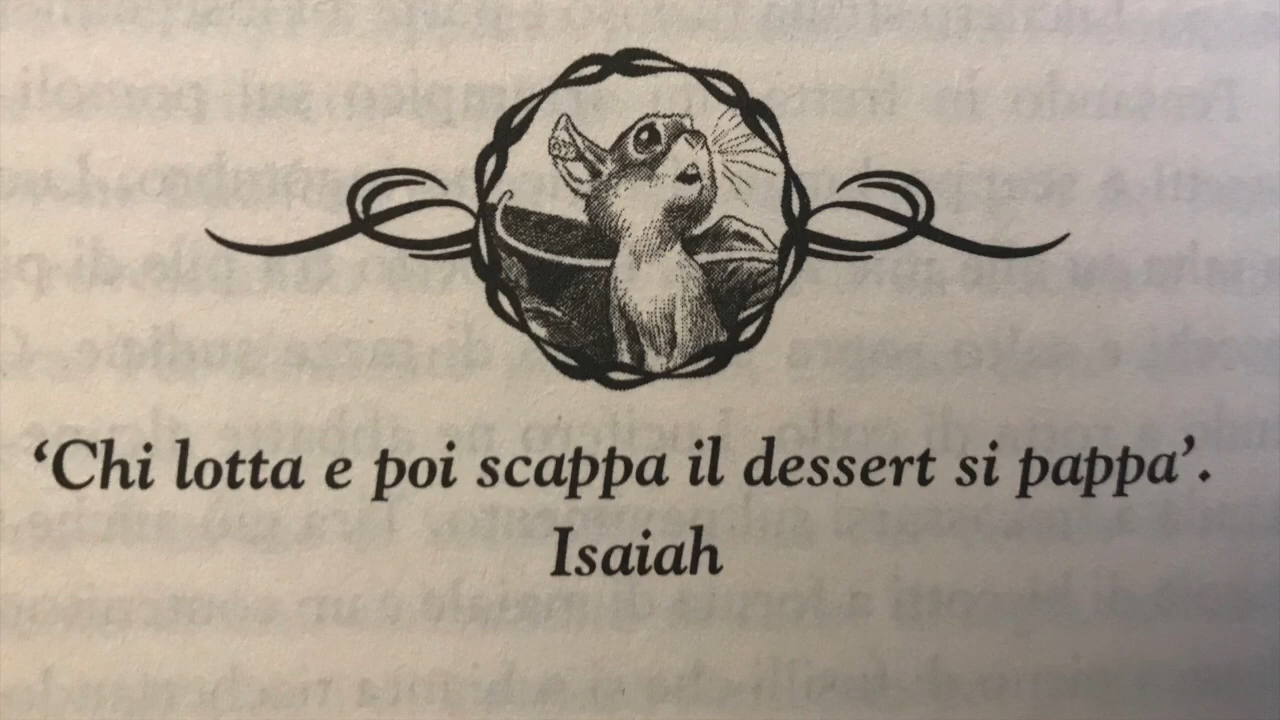 ‘Chi lotta e poi scappa il dessert si pappa’.
Isaiah